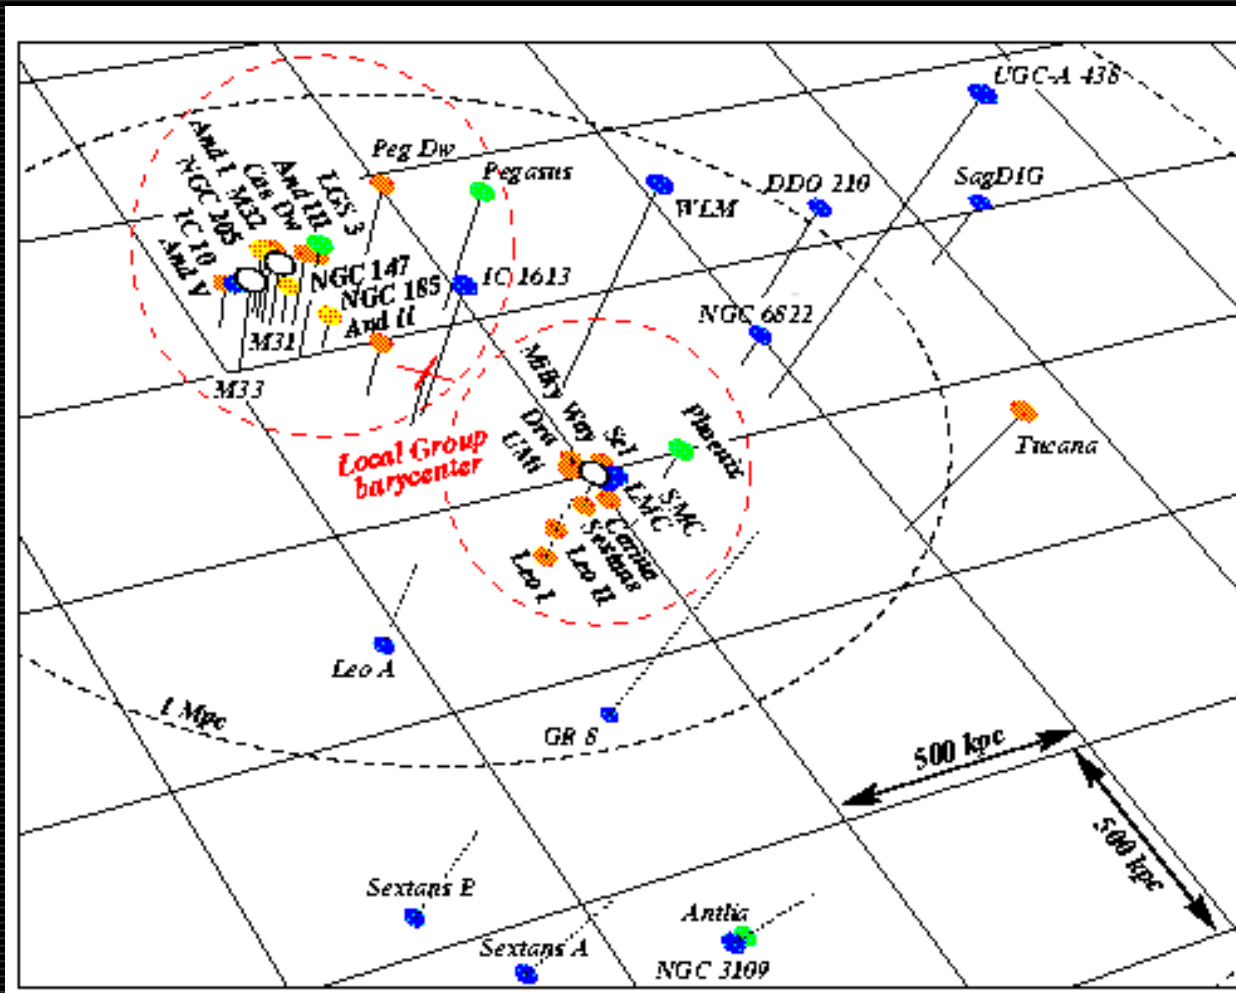 UGC-A 438
Peg Dw
Pegasus
WLM
DDO 210
SagDIG
And I
M32
NGC 205
Cas Dw
And III
LGS 3
IC 10
And V
NGC 147
NGC 185
And II
IC 1613
NGC 6822
M31
M33
Milky Way
Dra
UMi
Scl
Phoenix
Tucana
Local Group
barycenter
SMC
LMC
Carina
Sextans
Leo II
Leo I
Leo A
1 Mpc
GR 8
500 kpc
500 kpc
Sextans B
Sextans A
Antlia
NGC 3109